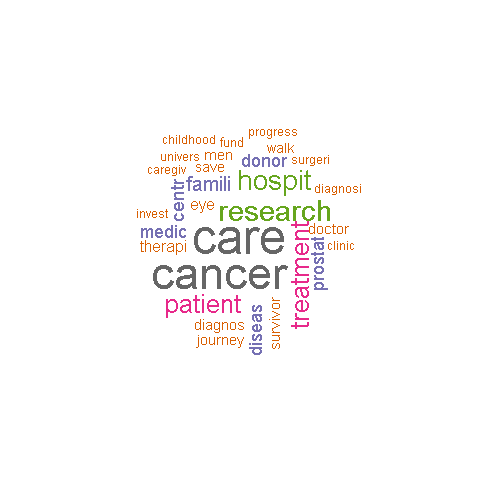 progress
childhood
fund
walk
univers
men
donor
surgeri
caregiv
save
famili
hospit
diagnosi
centr
eye
research
invest
medic
care
doctor
therapi
clinic
treatment
prostat
cancer
patient
diagnos
journey
diseas
survivor